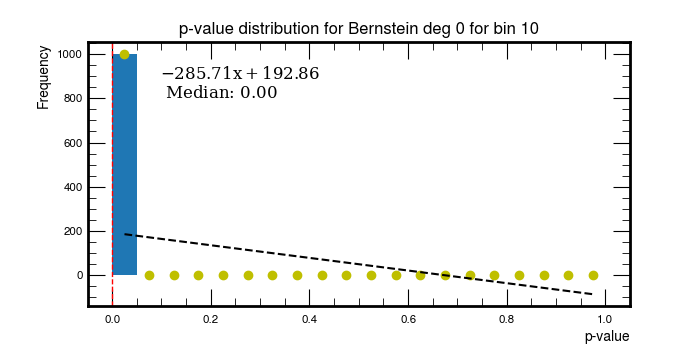 p-value distribution for Bernstein deg 0 for bin 10
Frequency
1000
800
600
400
200
0
−285.71x + 192.86
Median: 0.00
0.0 0.2 0.4 0.6 0.8 1.0
p-value